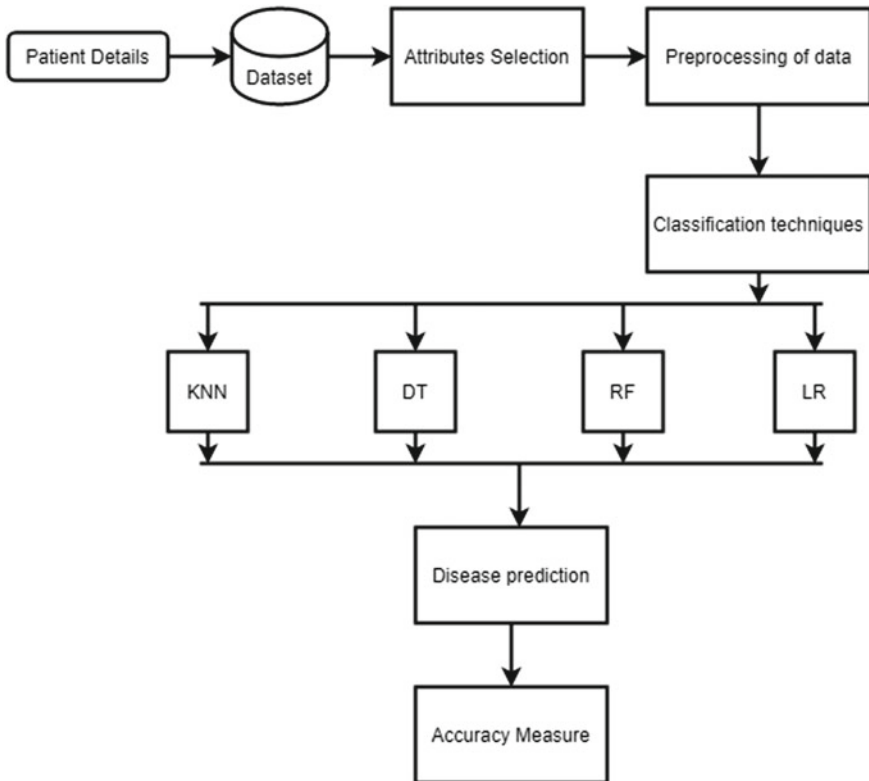 Patient Details
Dataset
Attributes Selection
Preprocessing of data
Classification techniques
KNN
DT
RF
LR
Disease prediction
Accuracy Measure